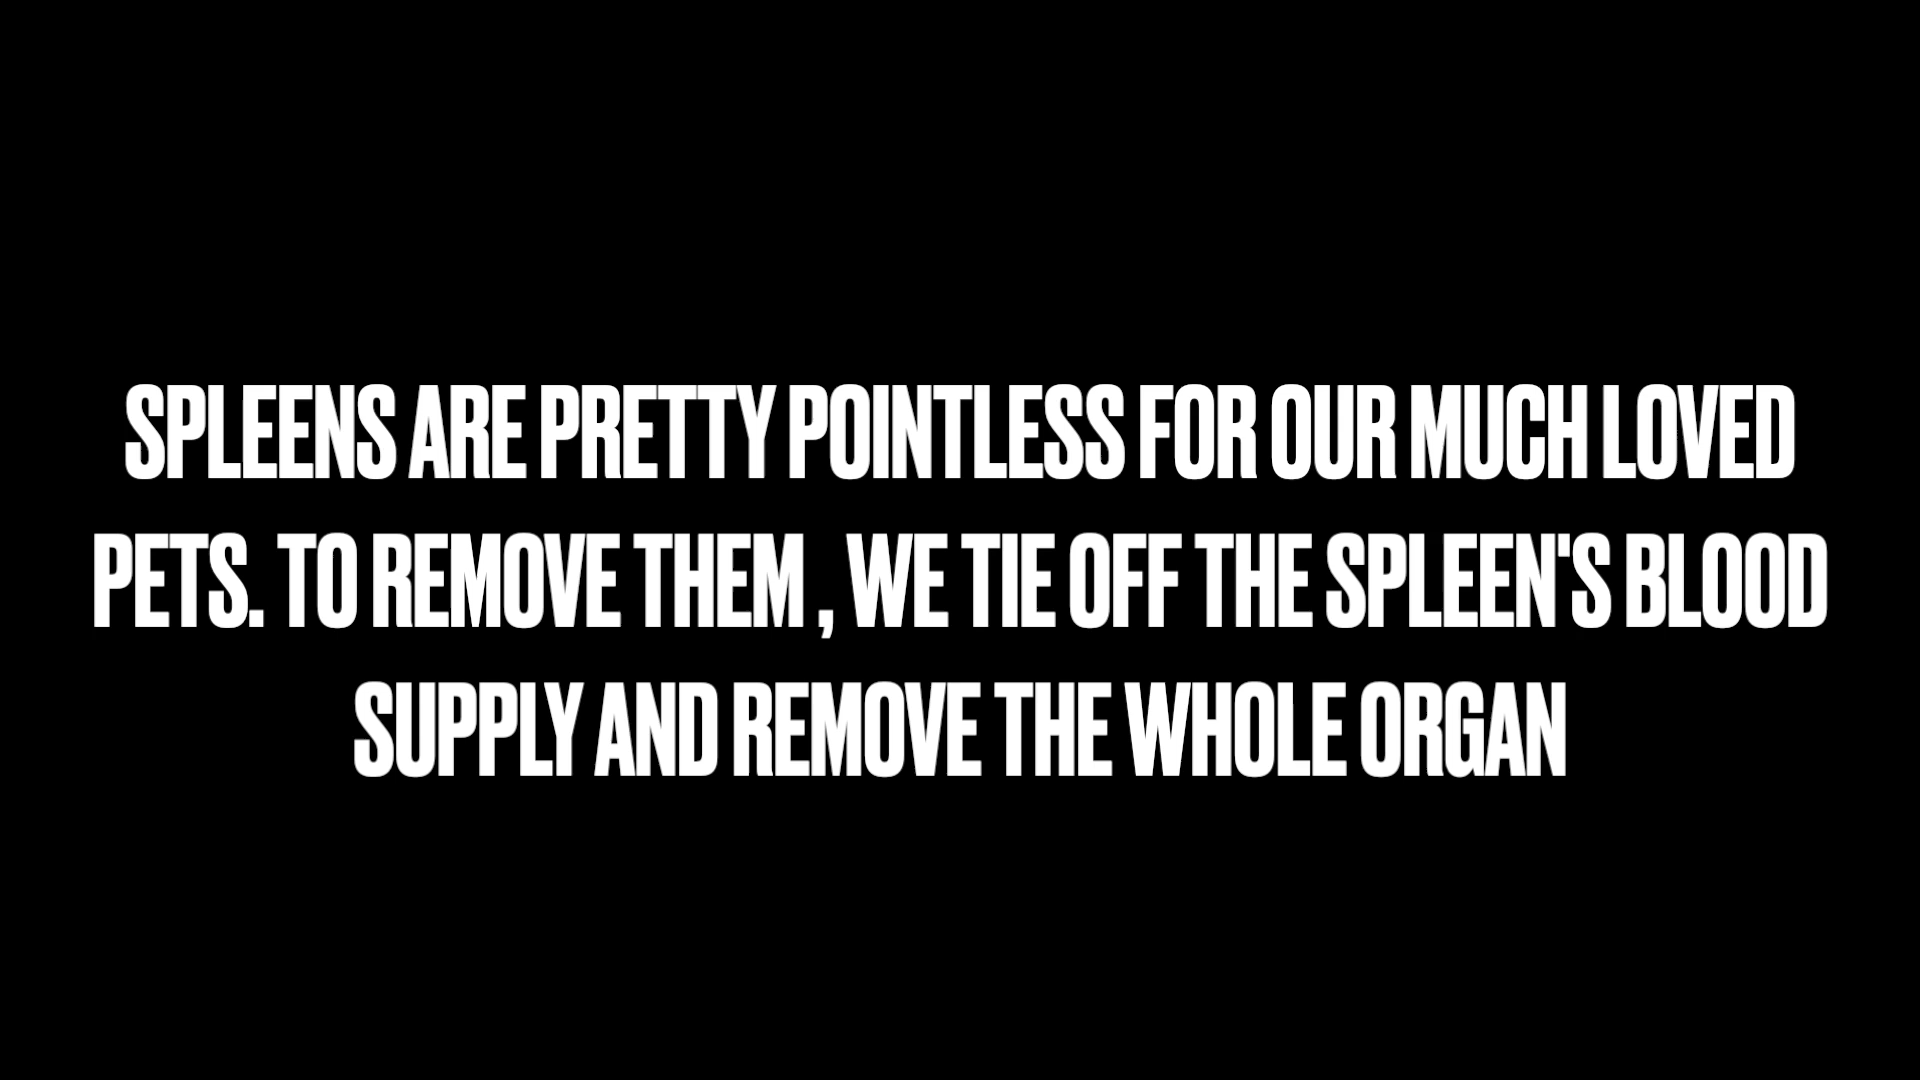 SPLEENS ARE PRETTY POINTLESS FOR OUR MUCH LOVED
PETS. TO REMOVE THEM , WE TIE OFF THE SPLEEN'S BLOOD
SUPPLY AND REMOVE THE WHOLE ORGAN